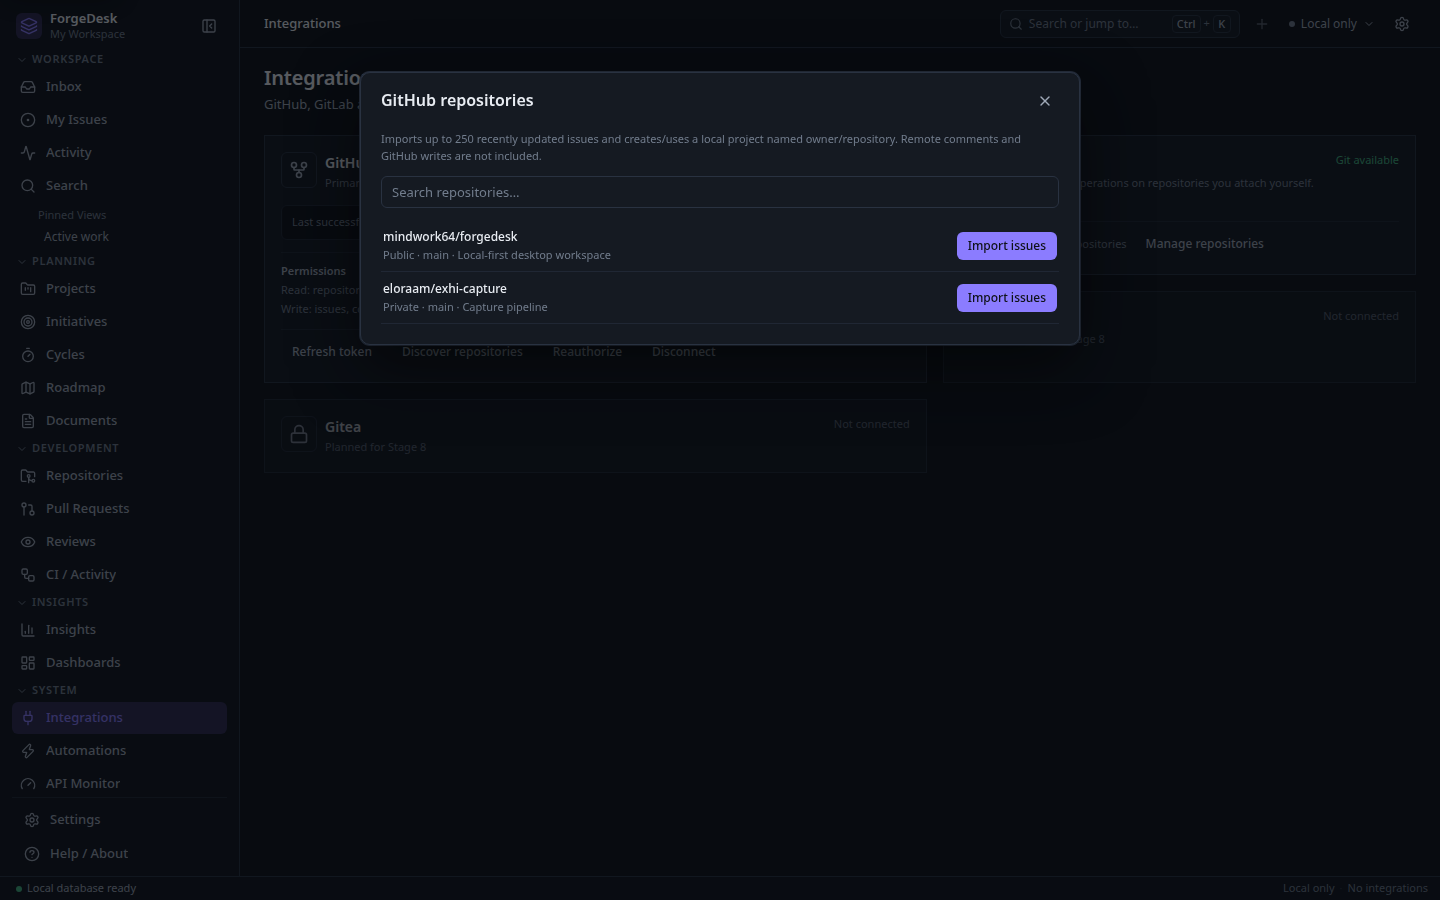 ForgeDesk
My Workspace
WORKSPACE
Inbox
My Issues
Activity
Search
Pinned Views
Active work
PLANNING
Projects
Initiatives
Cycles
Roadmap
Documents
DEVELOPMENT
Repositories
Pull Requests
Reviews
CI / Activity
INSIGHTS
Insights
Dashboards
SYSTEM
Integrations
Automations
API Monitor
Settings
Help / About
Integrations
Search or jump to...
Ctrl + K
Local only
Integratio
GitHub, GitLab
GitHu
Primar
Last successf
Permissions
Read: repositor
Write: issues, c
Refresh token
Discover repositories
Reauthorize
Disconnect
GitHub repositories
Imports up to 250 recently updated issues and creates/uses a local project named owner/repository. Remote comments and
GitHub writes are not included.
Search repositories...
mindwork64/forgedesk
Public · main · Local-first desktop workspace
Import issues
eloraam/exhi-capture
Private · main · Capture pipeline
Import issues
Git available
perations on repositories you attach yourself.
ositories
Manage repositories
Not connected
age 8
Gitea
Planned for Stage 8
Not connected
Local database ready
Local only
No integrations